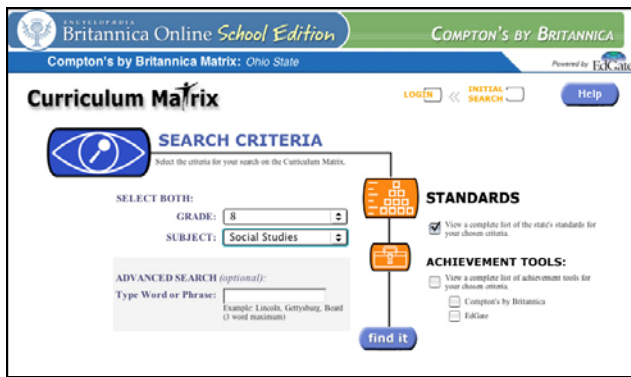 ENCYCLOPÆDIA
Britannica Online School Edition
COMPTON'S BY BRITANNICA
Compton's by Britannica Matrix: Ohio State
Powered by EdGate
Curriculum Matrix
LOGIN
INITIAL SEARCH
Help
SEARCH CRITERIA
Select the criteria for your search on the Curriculum Matrix.
SELECT BOTH:
GRADE: 8
SUBJECT: Social Studies
ADVANCED SEARCH (optional):
Type Word or Phrase:
Example: Lincoln, Gettysburg, Beard
(3 word maximum)
STANDARDS
View a complete list of the state's standards for
your chosen criteria.
ACHIEVEMENT TOOLS:
View a complete list of achievement tools for
your chosen criteria.
Compton's by Britannica
EdGate
find it